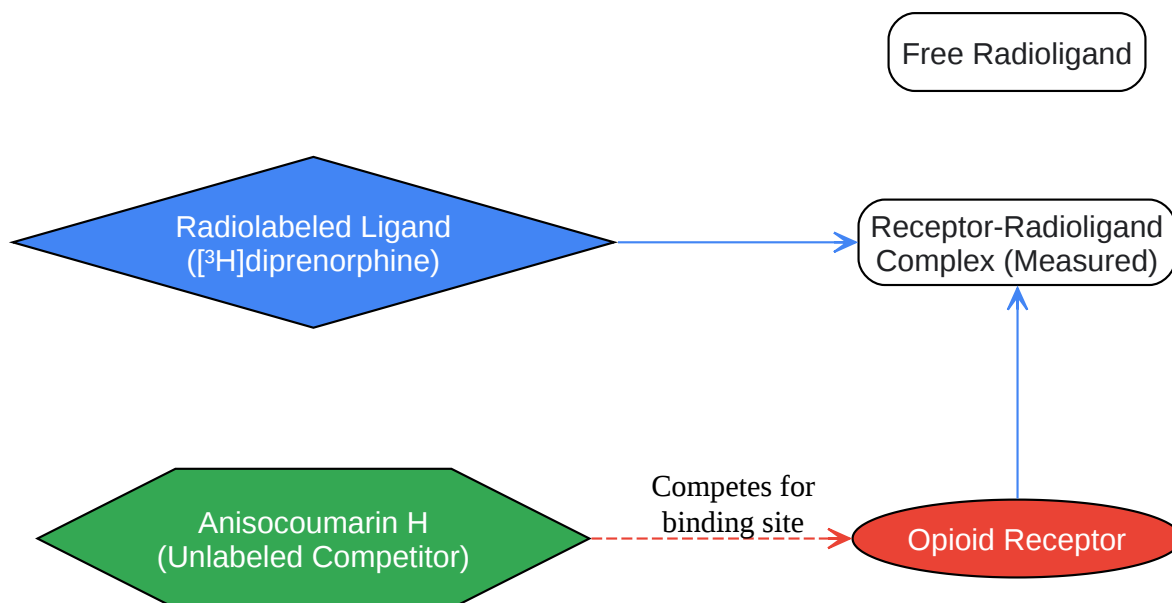 Free Radioligand
Radiolabeled Ligand
([³H]diprenorphine)
Receptor-Radioligand
Complex (Measured)
Competes for
binding site
Anisocoumarin H
(Unlabeled Competitor)
Opioid Receptor